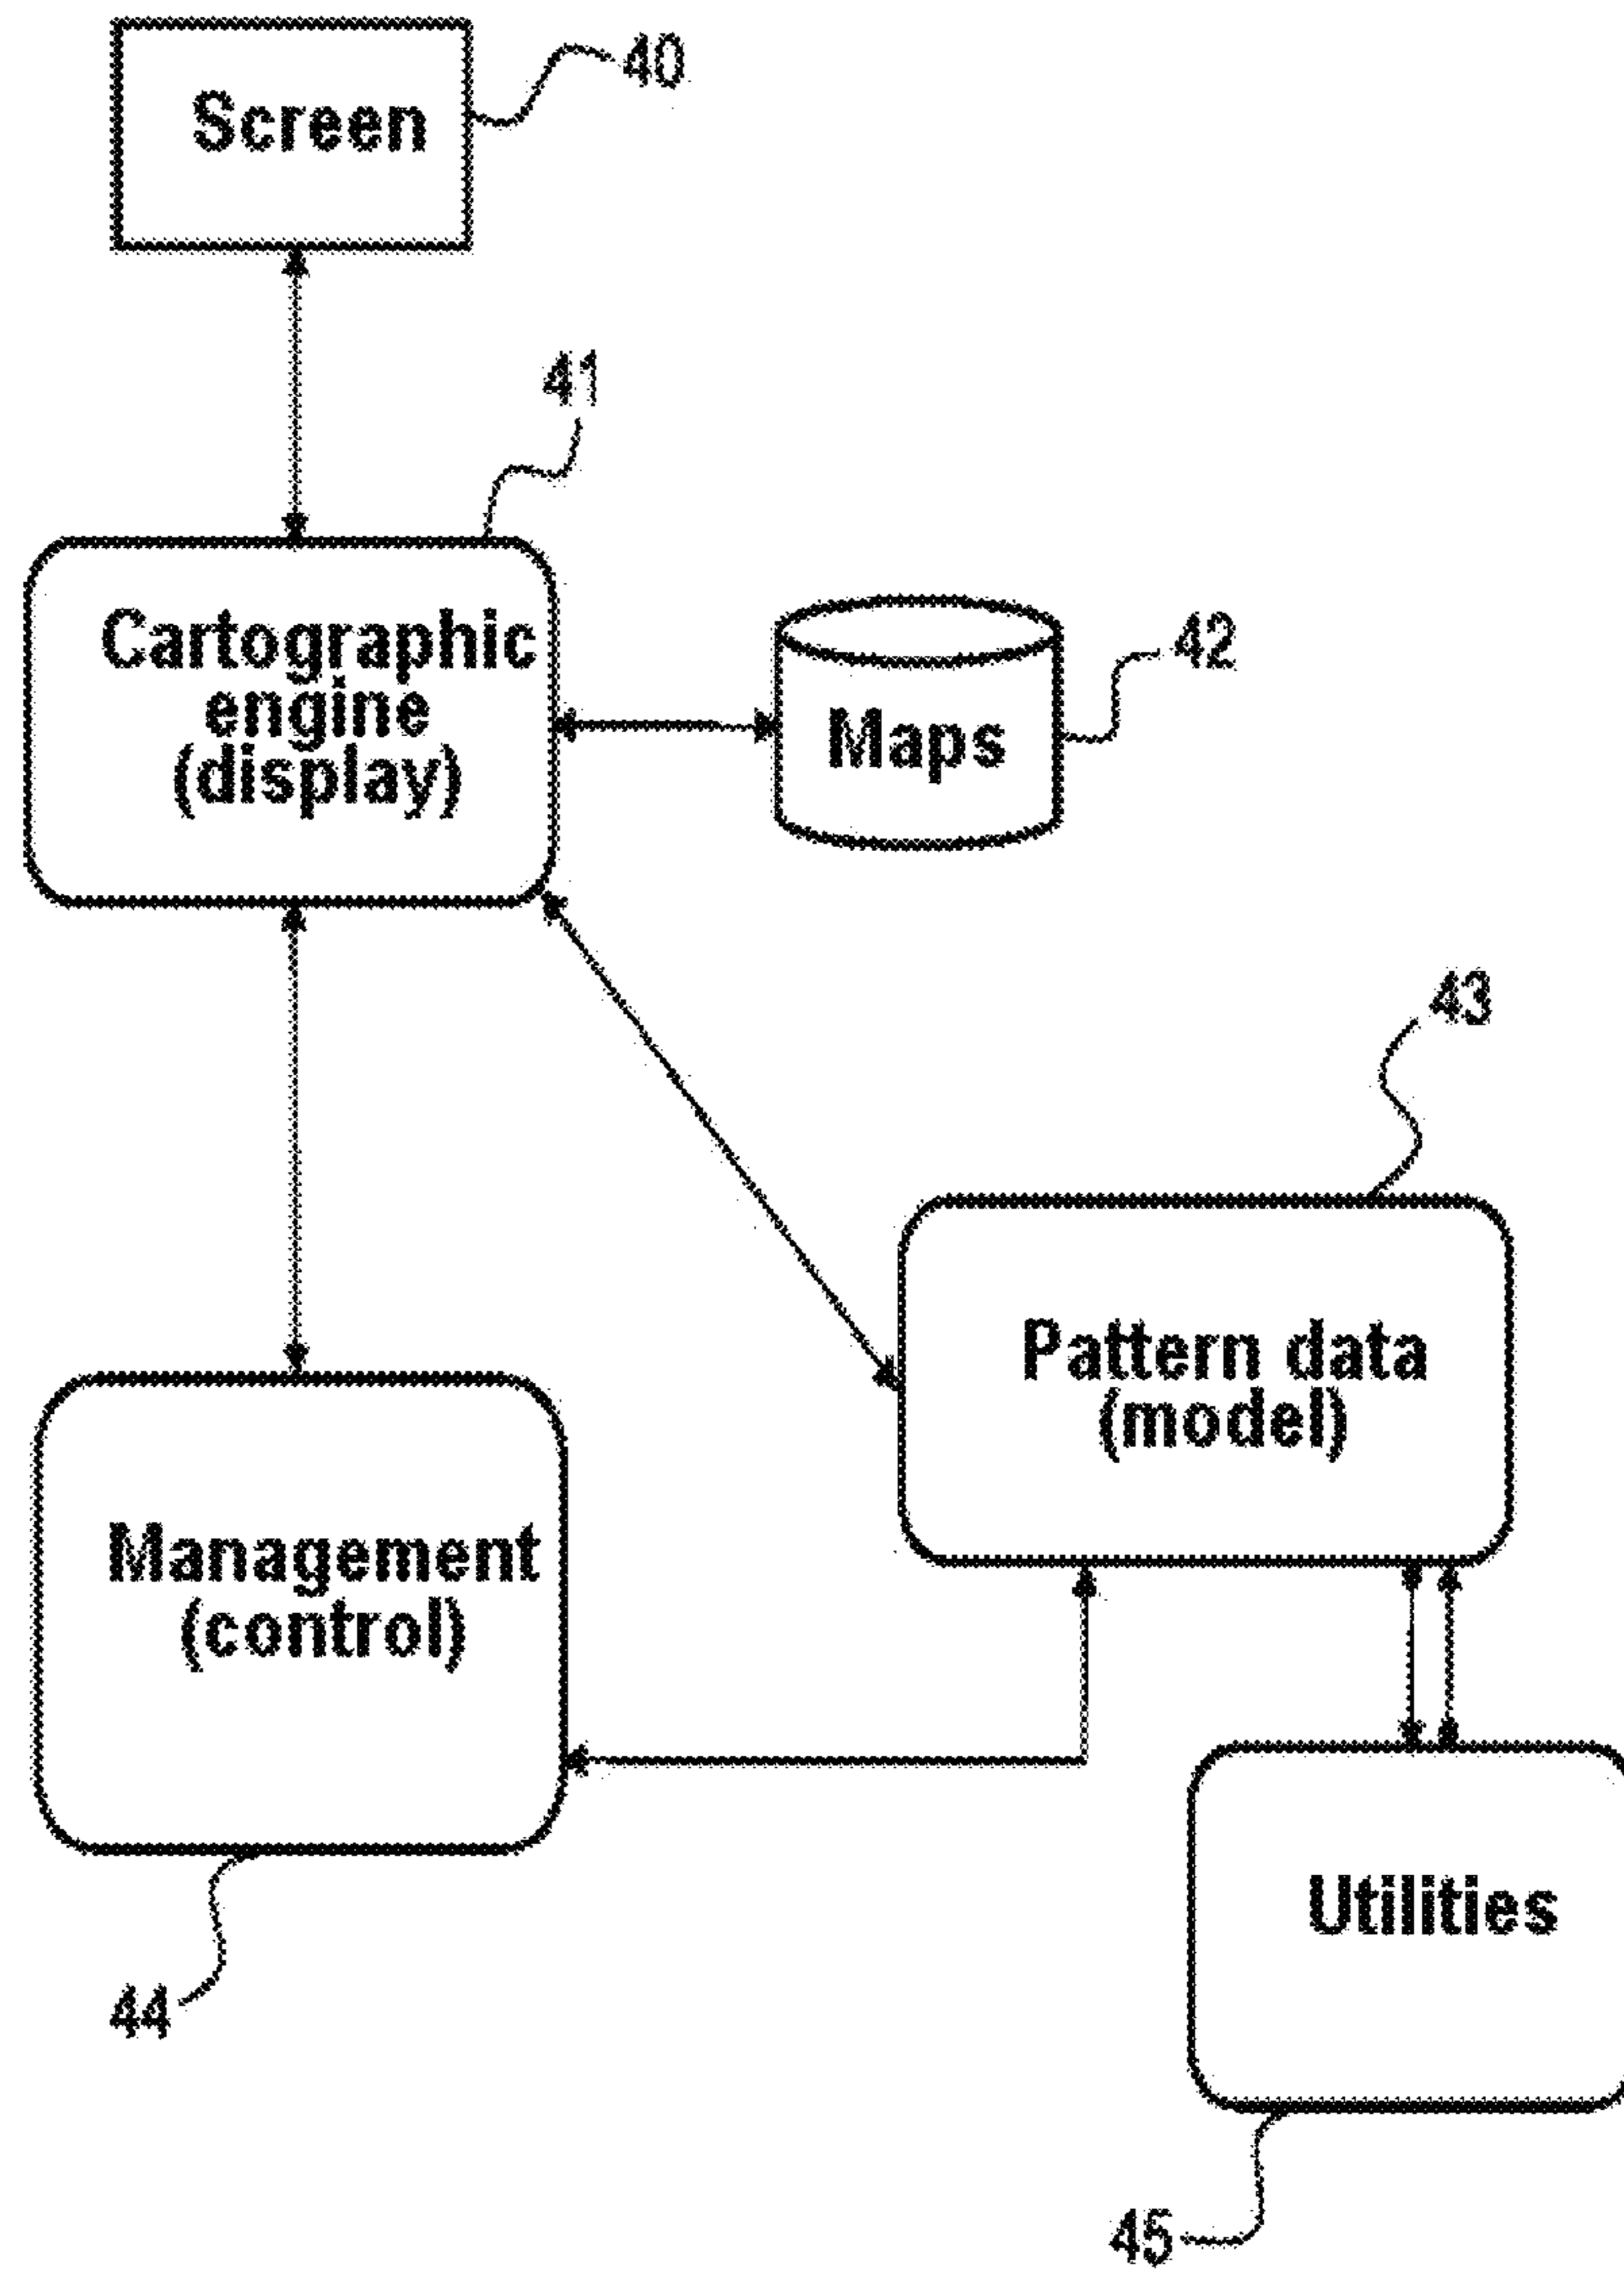 Screen
40
41
Cartographic
engine
(display)
Maps
42
43
Pattern data
(model)
Management
(control)
Utilities
44
45